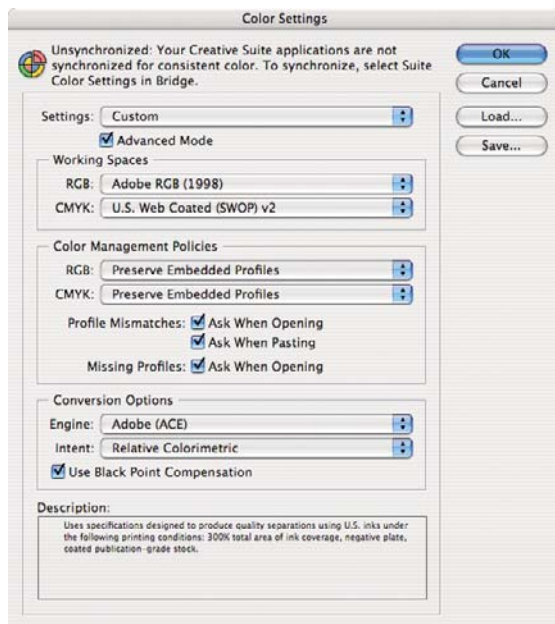 Color Settings
Unsynchronized: Your Creative Suite applications are not
synchronized for consistent color. To synchronize, select Suite
Color Settings in Bridge.
OK
Cancel
Load...
Save...
Settings: Custom
Advanced Mode
Working Spaces
RGB: Adobe RGB (1998)
CMYK: U.S. Web Coated (SWOP) v2
Color Management Policies
RGB: Preserve Embedded Profiles
CMYK: Preserve Embedded Profiles
Profile Mismatches: Ask When Opening
Ask When Pasting
Missing Profiles: Ask When Opening
Conversion Options
Engine: Adobe (ACE)
Intent: Relative Colorimetric
Use Black Point Compensation
Description:
Uses specifications designed to produce quality separations using U.S. inks under
the following printing conditions: 300% total area of ink coverage, negative plate,
coated publication-grade stock.